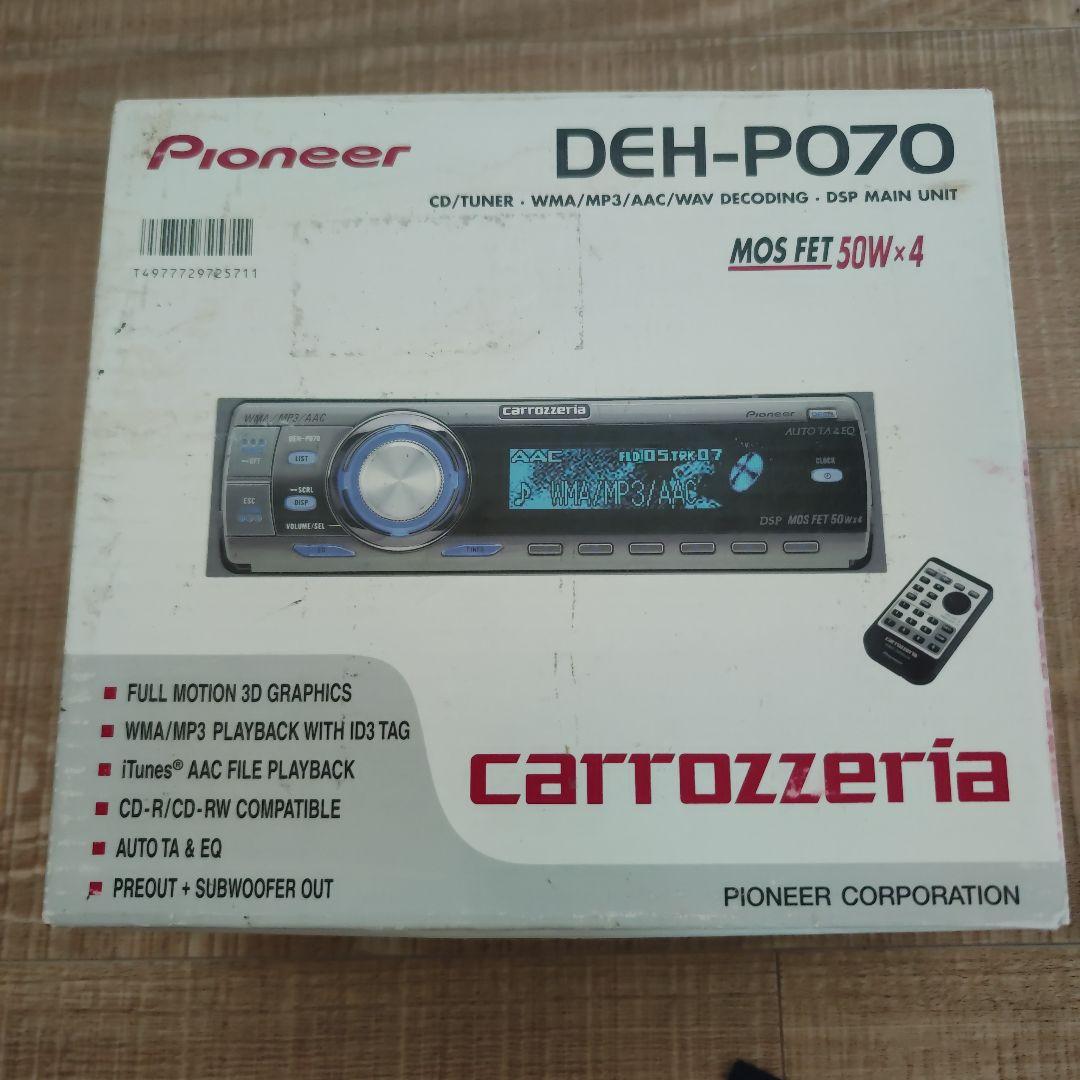 Pioneer
DEH-P070
CD/TUNER · WMA/MP3/AAC/WAV DECODING · DSP MAIN UNIT
MOS FET 50W×4
T4977729725711
WMA/MP3/AAC
carrozzeria
Pioneer
OPEN
AUTO TA & EQ
DEH-P070
LIST
AAC
FLD 05 TRK 07
CLOCK
ESC
SCRL
DISP
♪ WMA/MP3/AAC
VOLUME/SEL
DSP MOS FET 50W×4
carrozzeria
Pioneer
■ FULL MOTION 3D GRAPHICS
■ WMA/MP3 PLAYBACK WITH ID3 TAG
■ iTunes® AAC FILE PLAYBACK
■ CD-R/CD-RW COMPATIBLE
■ AUTO TA & EQ
■ PREOUT + SUBWOOFER OUT
carrozzeria
PIONEER CORPORATION